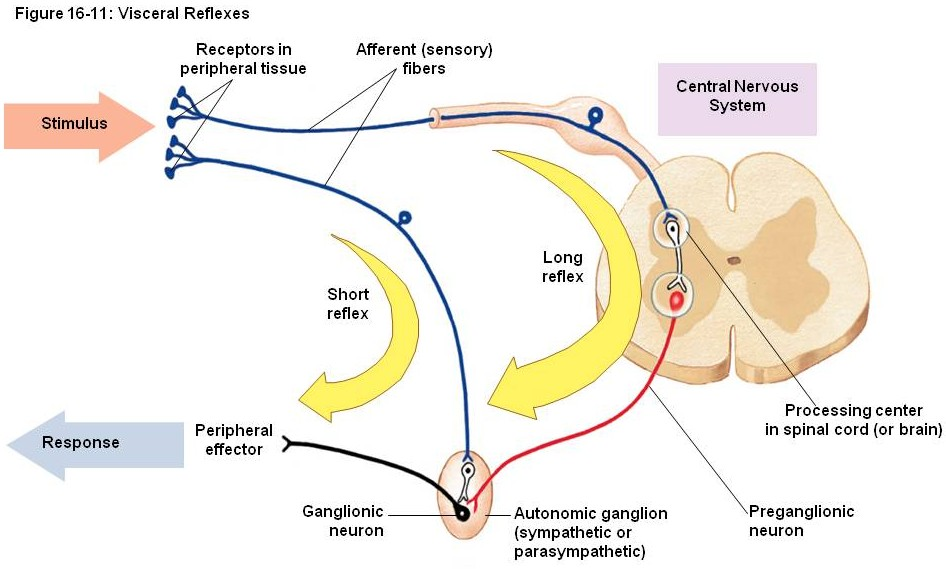 Figure 16-11: Visceral Reflexes
Receptors in
peripheral tissue
Afferent (sensory)
fibers
Central Nervous
System
Stimulus
Long
reflex
Short
reflex
Processing center
in spinal cord (or brain)
Response
Peripheral
effector
Ganglionic
neuron
Autonomic ganglion
(sympathetic or
parasympathetic)
Preganglionic
neuron